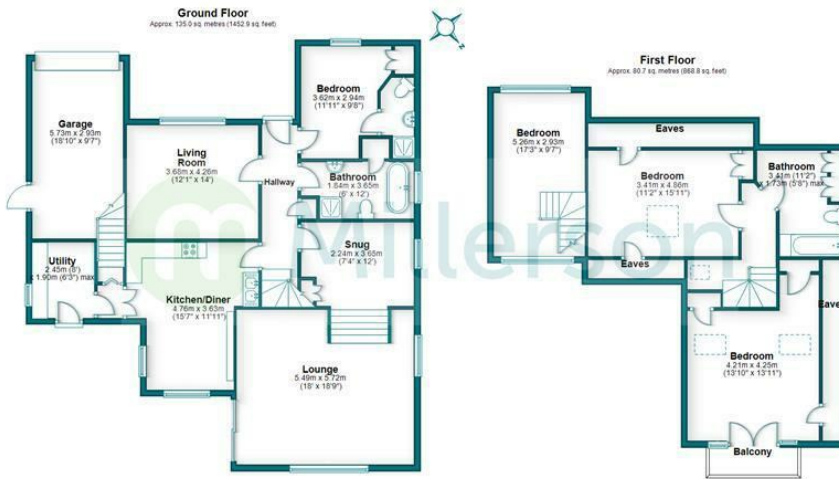 Ground Floor
Approx. 135.0 sq. metres (1452.9 sq. feet)
Garage
5.73m x 2.93m
(18'10" x 9'7")
Living
Room
3.68m x 4.26m
(12'1" x 14')
Bedroom
3.62m x 2.94m
(11'11" x 9'8")
Hallway
Bathroom
1.84m x 3.65m
(6' x 12')
Snug
2.24m x 3.65m
(7'4" x 12')
Utility
2.45m (8')
x 1.90m (6'3") max
Kitchen/Diner
4.76m x 3.63m
(15'7" x 11'11")
Lounge
5.49m x 5.72m
(18' x 18'9")
m Millerson
First Floor
Approx. 80.7 sq. metres (868.8 sq. feet)
Bedroom
5.26m x 2.93m
(17'3" x 9'7")
Eaves
Bedroom
3.41m x 4.86m
(11'2" x 15'11")
Bathroom
3.41m (11'2")
x 1.73m (5'8") max
Eaves
Bedroom
4.21m x 4.25m
(13'10" x 13'11")
Eave
Balcony